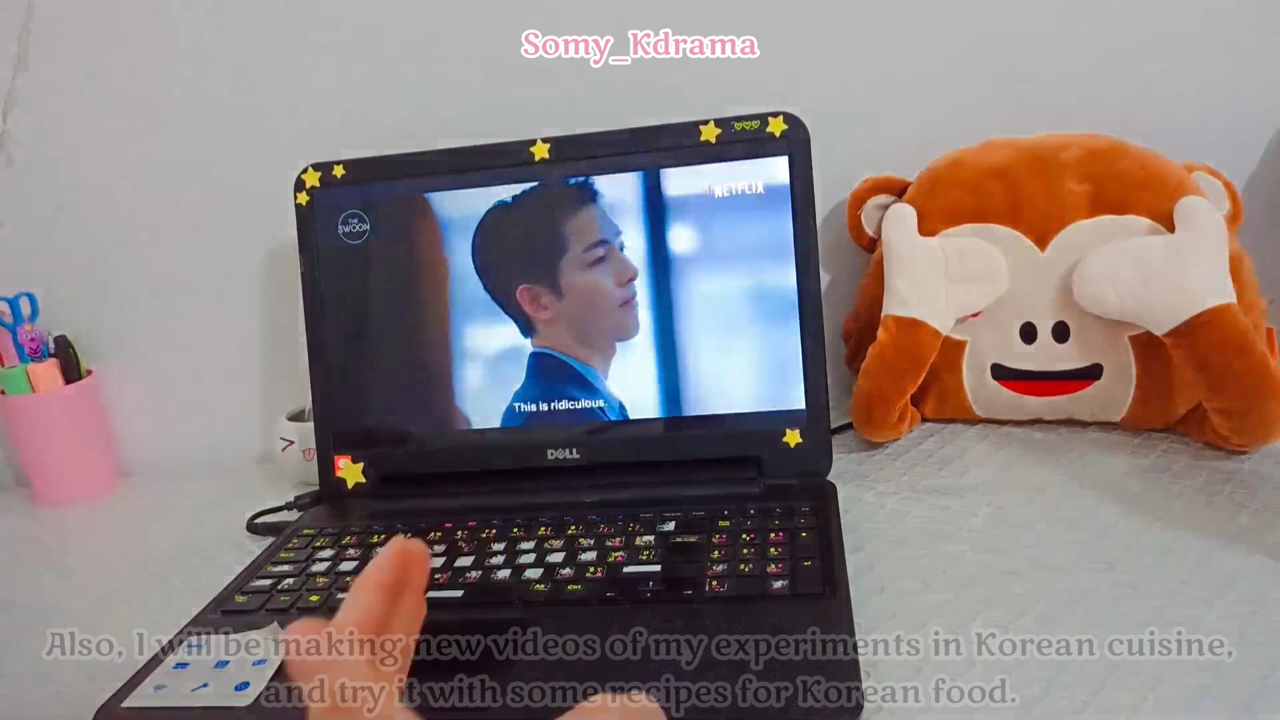 Somy_Kdrama
NETFLIX
THE
SWOON
This is ridiculous.
DELL
Also, I will be making new videos of my experiments in Korean cuisine,
and try it with some recipes for Korean food.